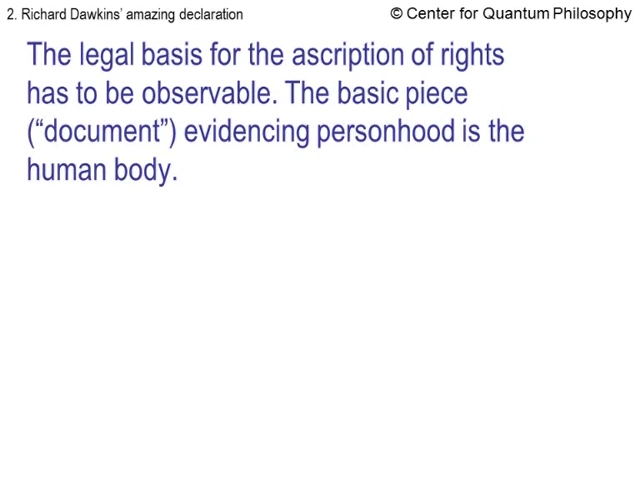 2. Richard Dawkins’ amazing declaration
© Center for Quantum Philosophy
The legal basis for the ascription of rights
has to be observable. The basic piece
(“document”) evidencing personhood is the
human body.